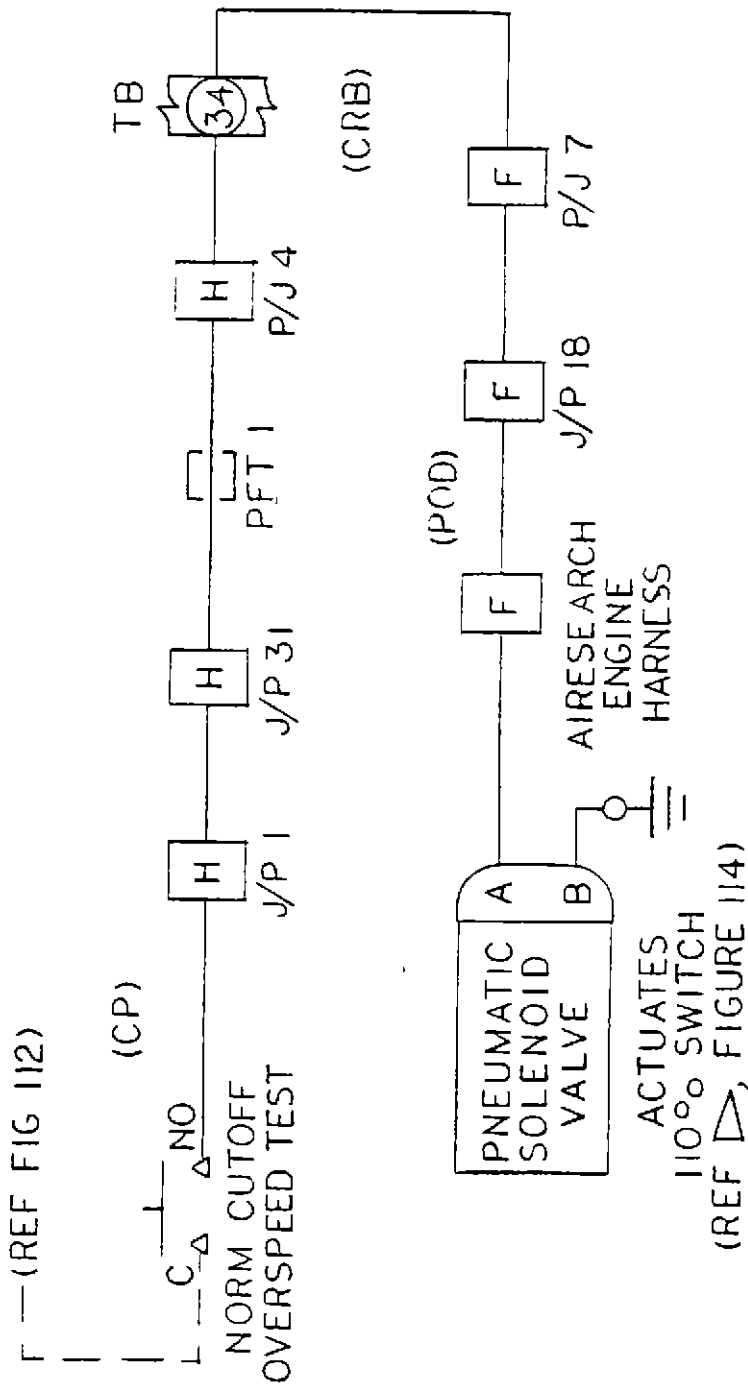 (REF FIG 112)
C NO
(CP)
NORM CUTOFF
OVERSPEED TEST
H
J/P 1
H
J/P 31
PFT 1
H
P/J 4
TB
34
(CRB)
F
P/J 7
F
J/P 18
(POD)
F
AIRESEARCH
ENGINE
HARNESS
A
B
PNEUMATIC
SOLENOID
VALVE
ACTUATES
110% SWITCH
(REF ▷, FIGURE 114)